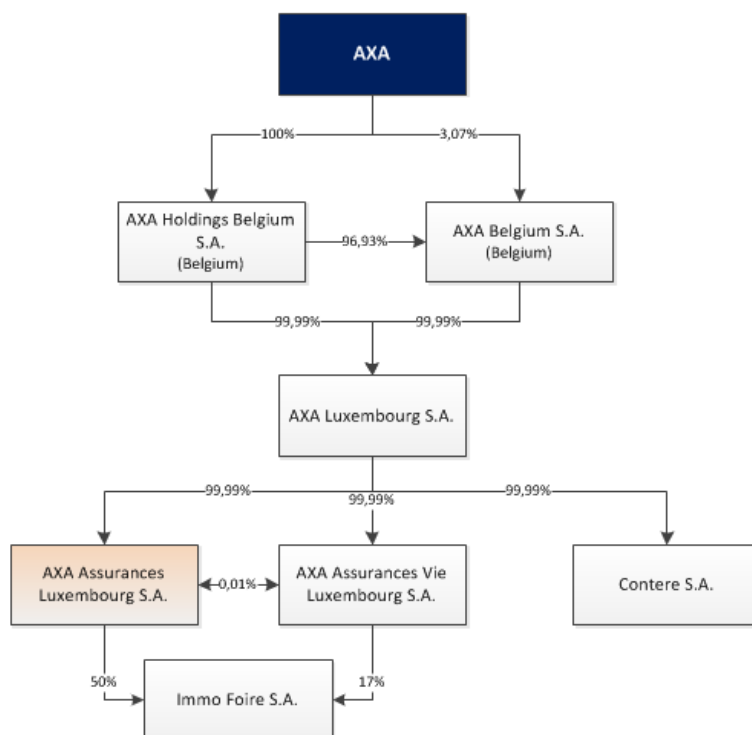 AXA
100%
3,07%
AXA Holdings Belgium
S.A.
(Belgium)
96,93%
AXA Belgium S.A.
(Belgium)
99,99%
99,99%
AXA Luxembourg S.A.
99,99%
99,99%
99,99%
AXA Assurances
Luxembourg S.A.
0,01%
AXA Assurances Vie
Luxembourg S.A.
Contere S.A.
50%
Immo Foire S.A.
17%